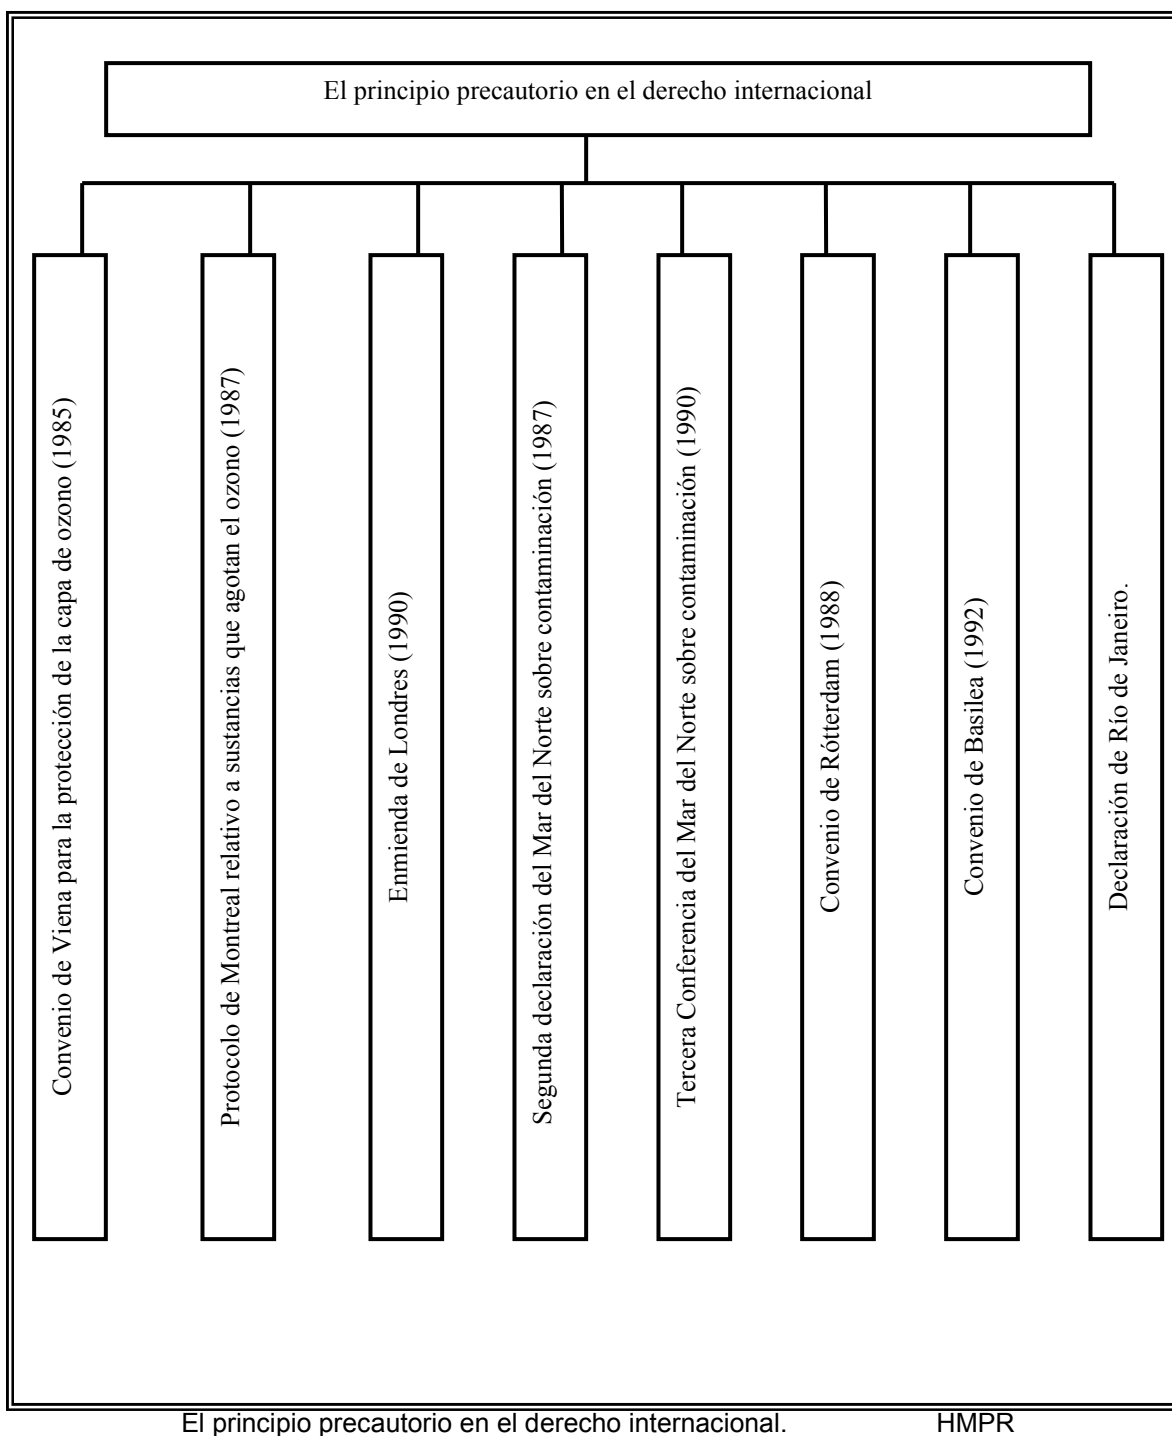 El principio precautorio en el derecho internacional
Convenio de Viena para la protección de la capa de ozono (1985)
Protocolo de Montreal relativo a sustancias que agotan el ozono (1987)
Enmienda de Londres (1990)
Segunda declaración del Mar del Norte sobre contaminación (1987)
Tercera Conferencia del Mar del Norte sobre contaminación (1990)
Convenio de Rótterdam (1988)
Convenio de Basilea (1992)
Declaración de Río de Janeiro.
El principio precautorio en el derecho internacional. HMPR